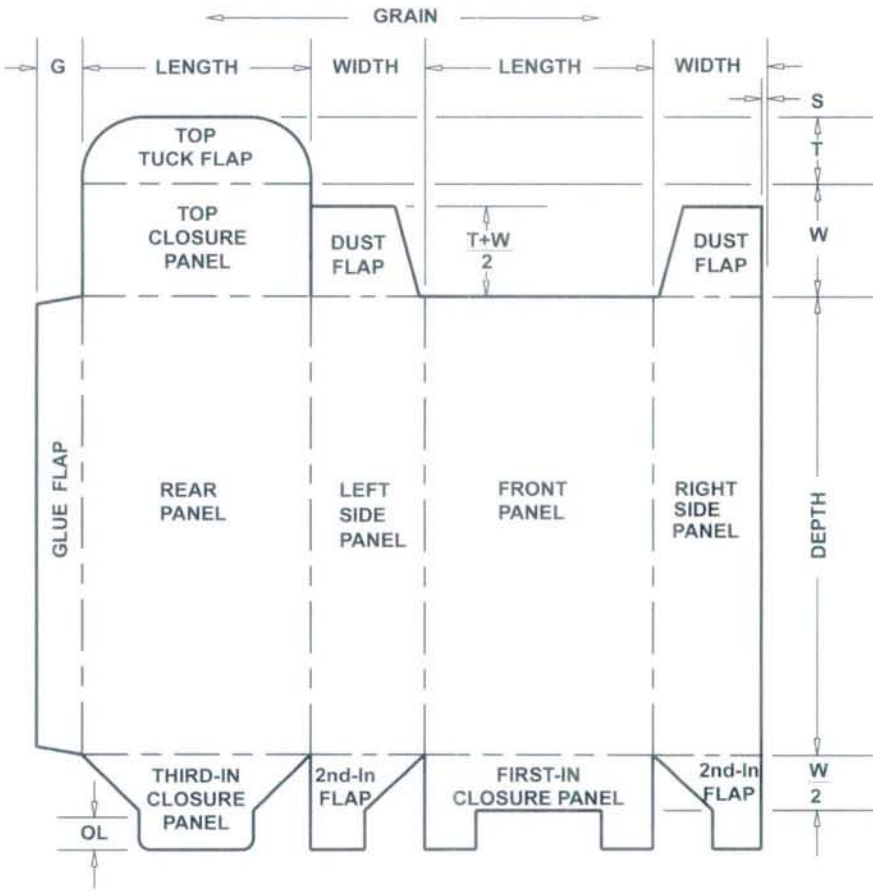 GRAIN
G
LENGTH
WIDTH
LENGTH
WIDTH
S
TOP
TUCK FLAP
T
TOP
CLOSURE
PANEL
DUST
FLAP
T+W
2
DUST
FLAP
W
GLUE FLAP
REAR
PANEL
LEFT
SIDE
PANEL
FRONT
PANEL
RIGHT
SIDE
PANEL
DEPTH
THIRD-IN
CLOSURE
PANEL
2nd-In
FLAP
FIRST-IN
CLOSURE PANEL
2nd-In
FLAP
W
2
OL